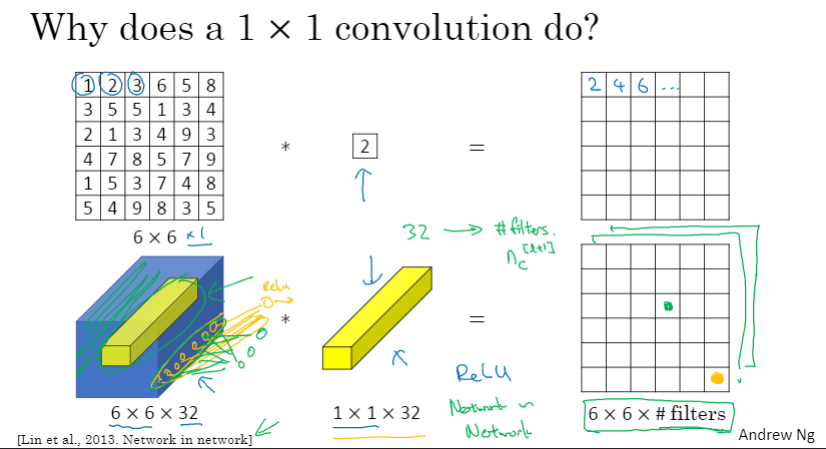 Why does a 1 × 1 convolution do?
1 2 3 6 5 8
3 5 5 1 3 4
2 1 3 4 9 3
4 7 8 5 7 9
1 5 3 7 4 8
5 4 9 8 3 5
*
2
=
2 4 6 ...
6 × 6 × 1
32 → # filters.
n_c^[l+1]
ReLU
*
=
ReLU
6 × 6 × 32
1 × 1 × 32
Network in
Network
6 × 6 × # filters
[Lin et al., 2013. Network in network]
Andrew Ng